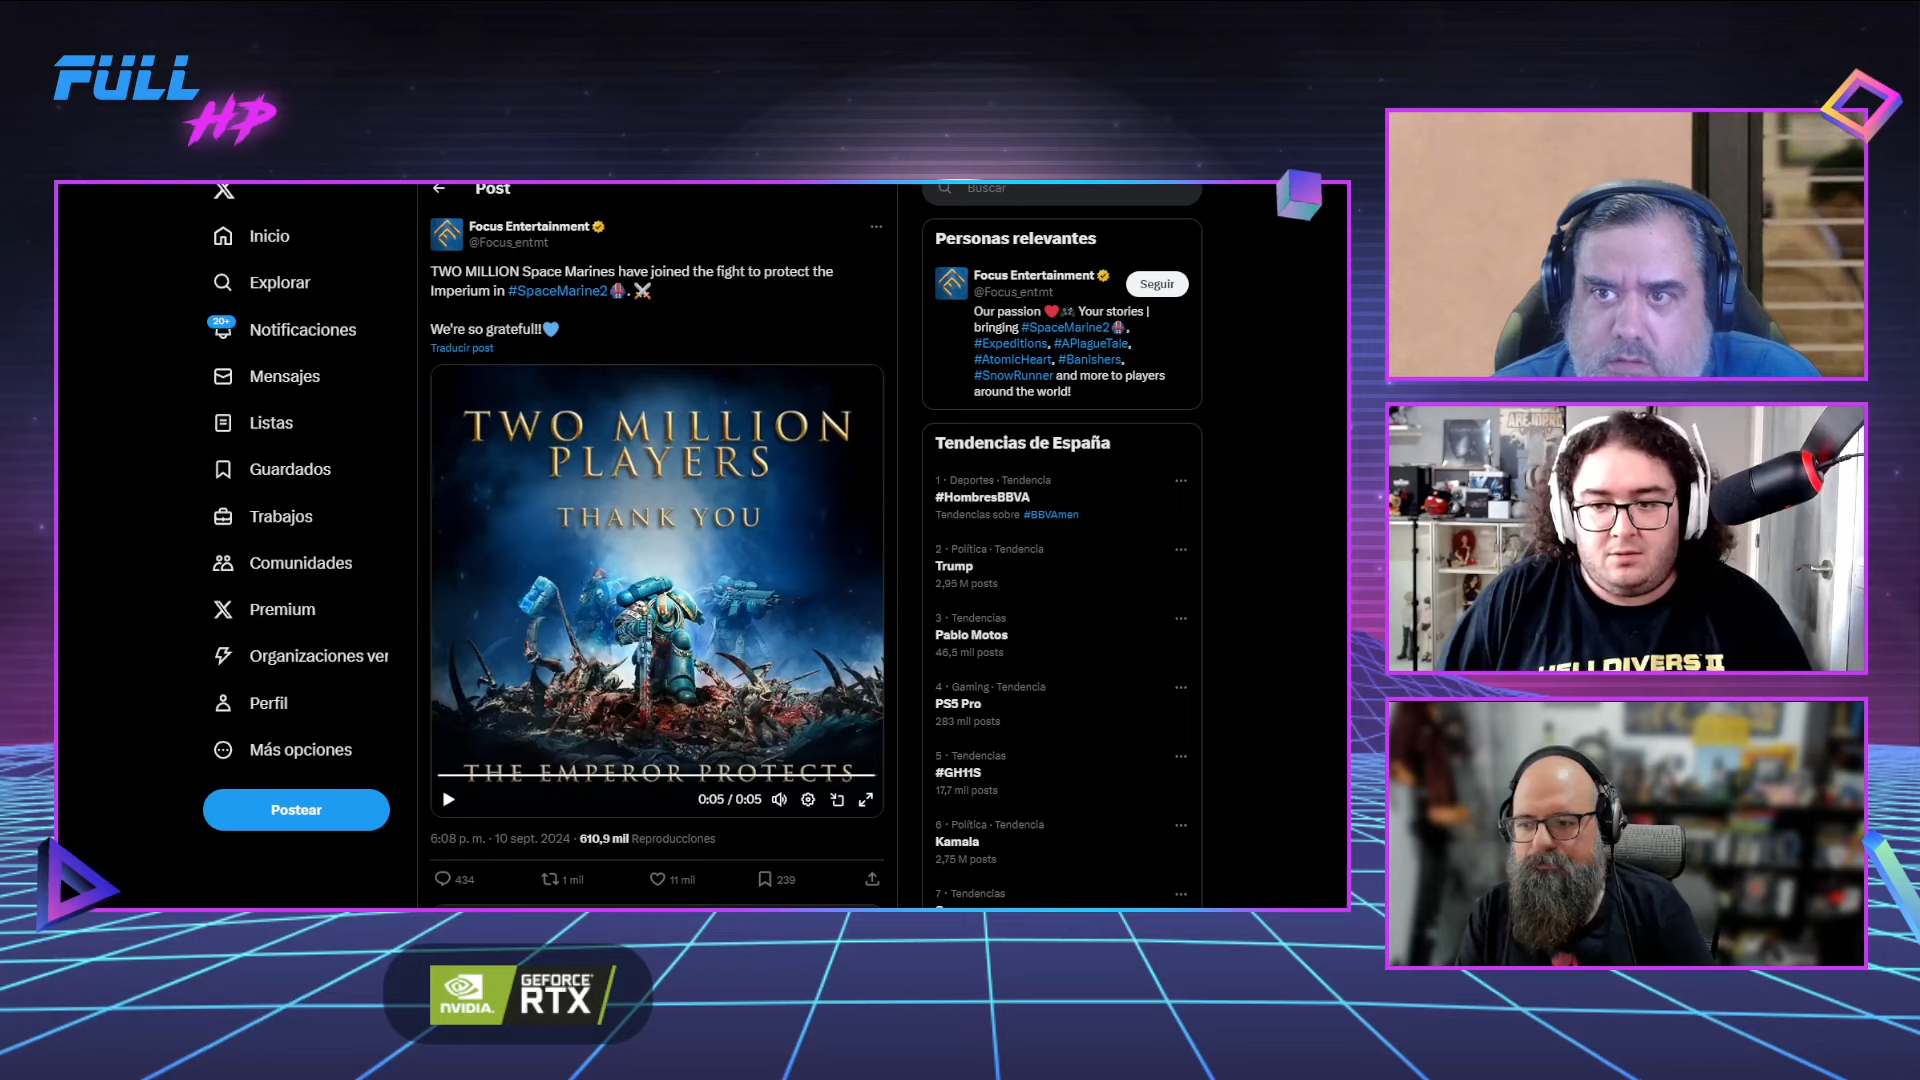 FULL
HP
Inicio
Explorar
20+
Notificaciones
Mensajes
Listas
Guardados
Trabajos
Comunidades
Premium
Organizaciones ver
Perfil
Más opciones
Postear
Post
Focus Entertainment
@Focus_entmt
TWO MILLION Space Marines have joined the fight to protect the
Imperium in #SpaceMarine2.
We're so grateful!!
Traducir post
TWO MILLION
PLAYERS
THANK YOU
THE EMPEROR PROTECTS
0:05 / 0:05
6:08 p. m. · 10 sept. 2024 · 610,9 mil Reproducciones
434
1 mil
11 mil
239
Buscar
Personas relevantes
Focus Entertainment
@Focus_entmt
Seguir
Our passion Your stories |
bringing #SpaceMarine2,
#Expeditions, #APlagueTale,
#AtomicHeart, #Banishers,
#SnowRunner and more to players
around the world!
Tendencias de España
1 · Deportes · Tendencia
#HombresBBVA
Tendencias sobre #BBVAmen
2 · Política · Tendencia
Trump
2,95 M posts
3 · Tendencias
Pablo Motos
46,5 mil posts
4 · Gaming · Tendencia
PS5 Pro
283 mil posts
5 · Tendencias
#GH11S
17,7 mil posts
6 · Política · Tendencia
Kamala
2,75 M posts
7 · Tendencias
HELLDIVERS II
NVIDIA.
GEFORCE
RTX